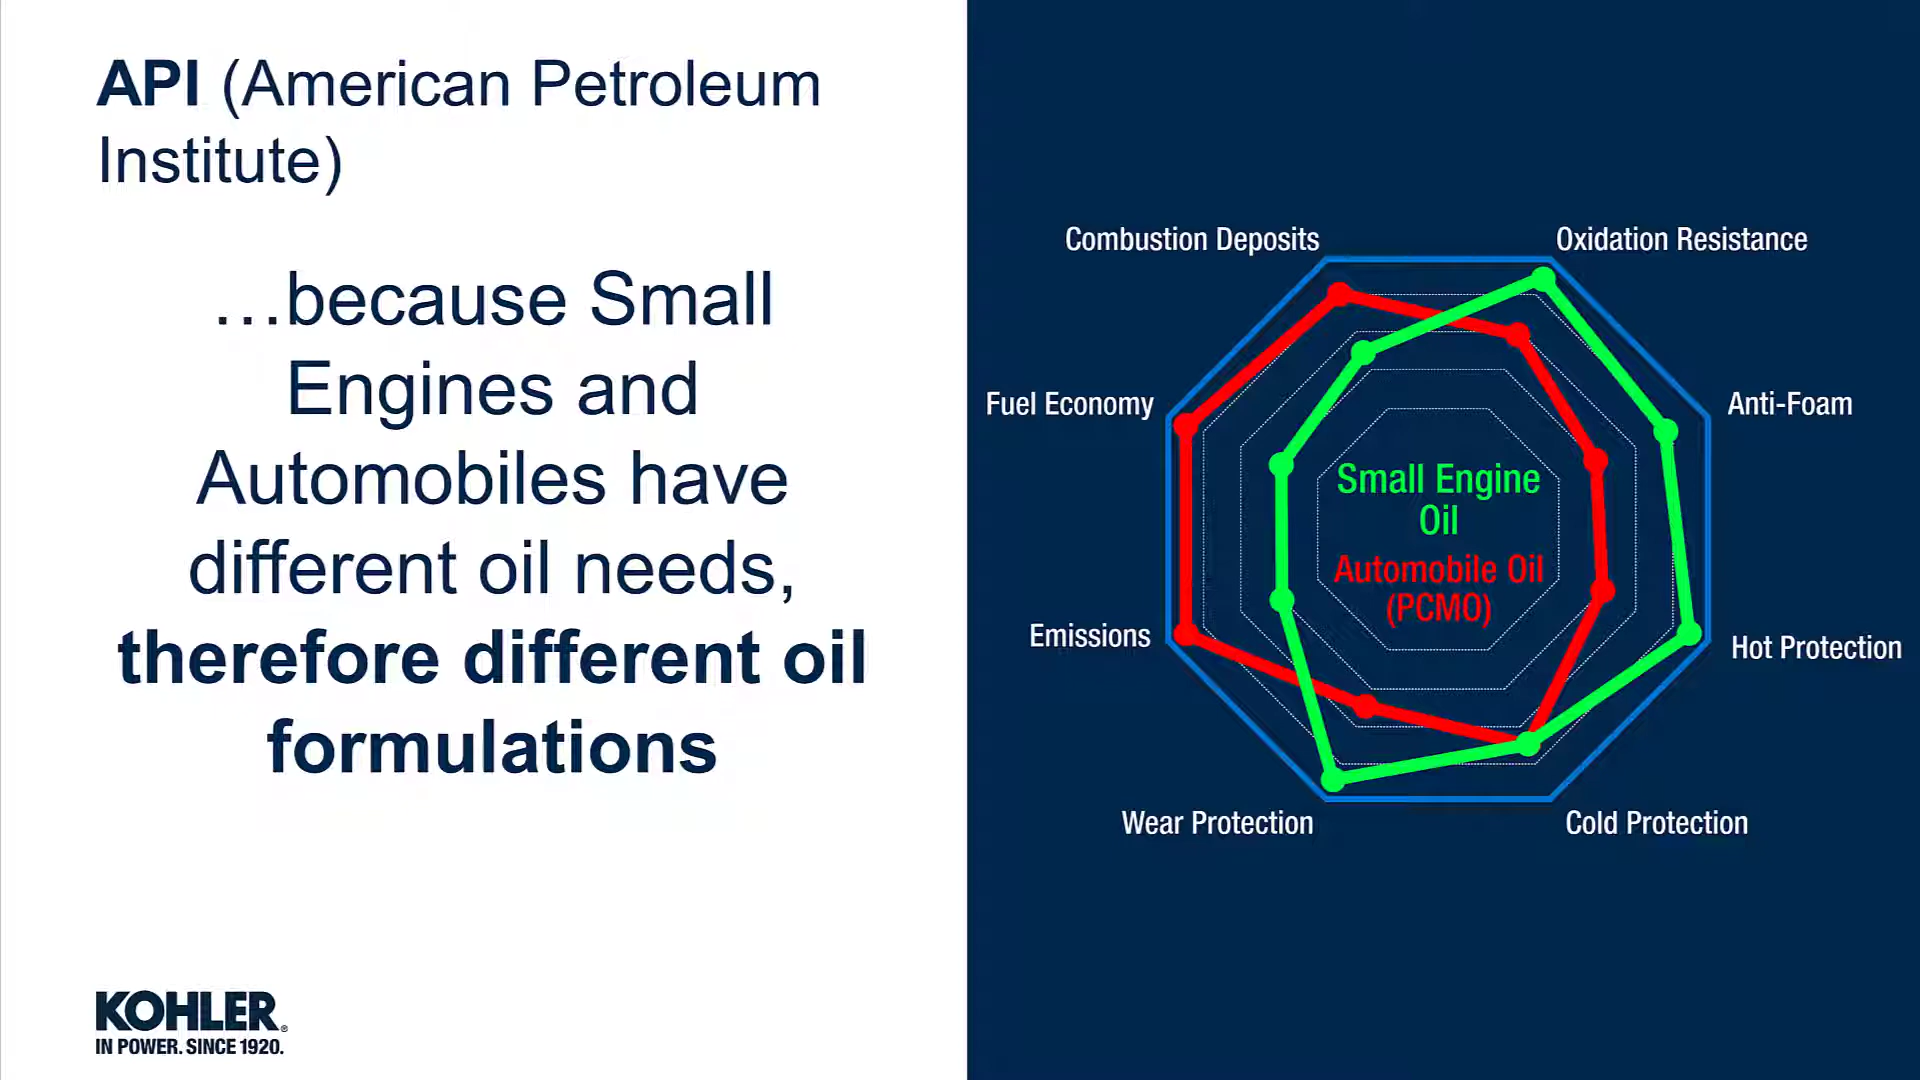 API (American Petroleum
Institute)
…because Small
Engines and
Automobiles have
different oil needs,
therefore different oil
formulations
KOHLER®
IN POWER. SINCE 1920.
Combustion Deposits
Oxidation Resistance
Fuel Economy
Anti-Foam
Small Engine
Oil
Automobile Oil
(PCMO)
Emissions
Hot Protection
Wear Protection
Cold Protection